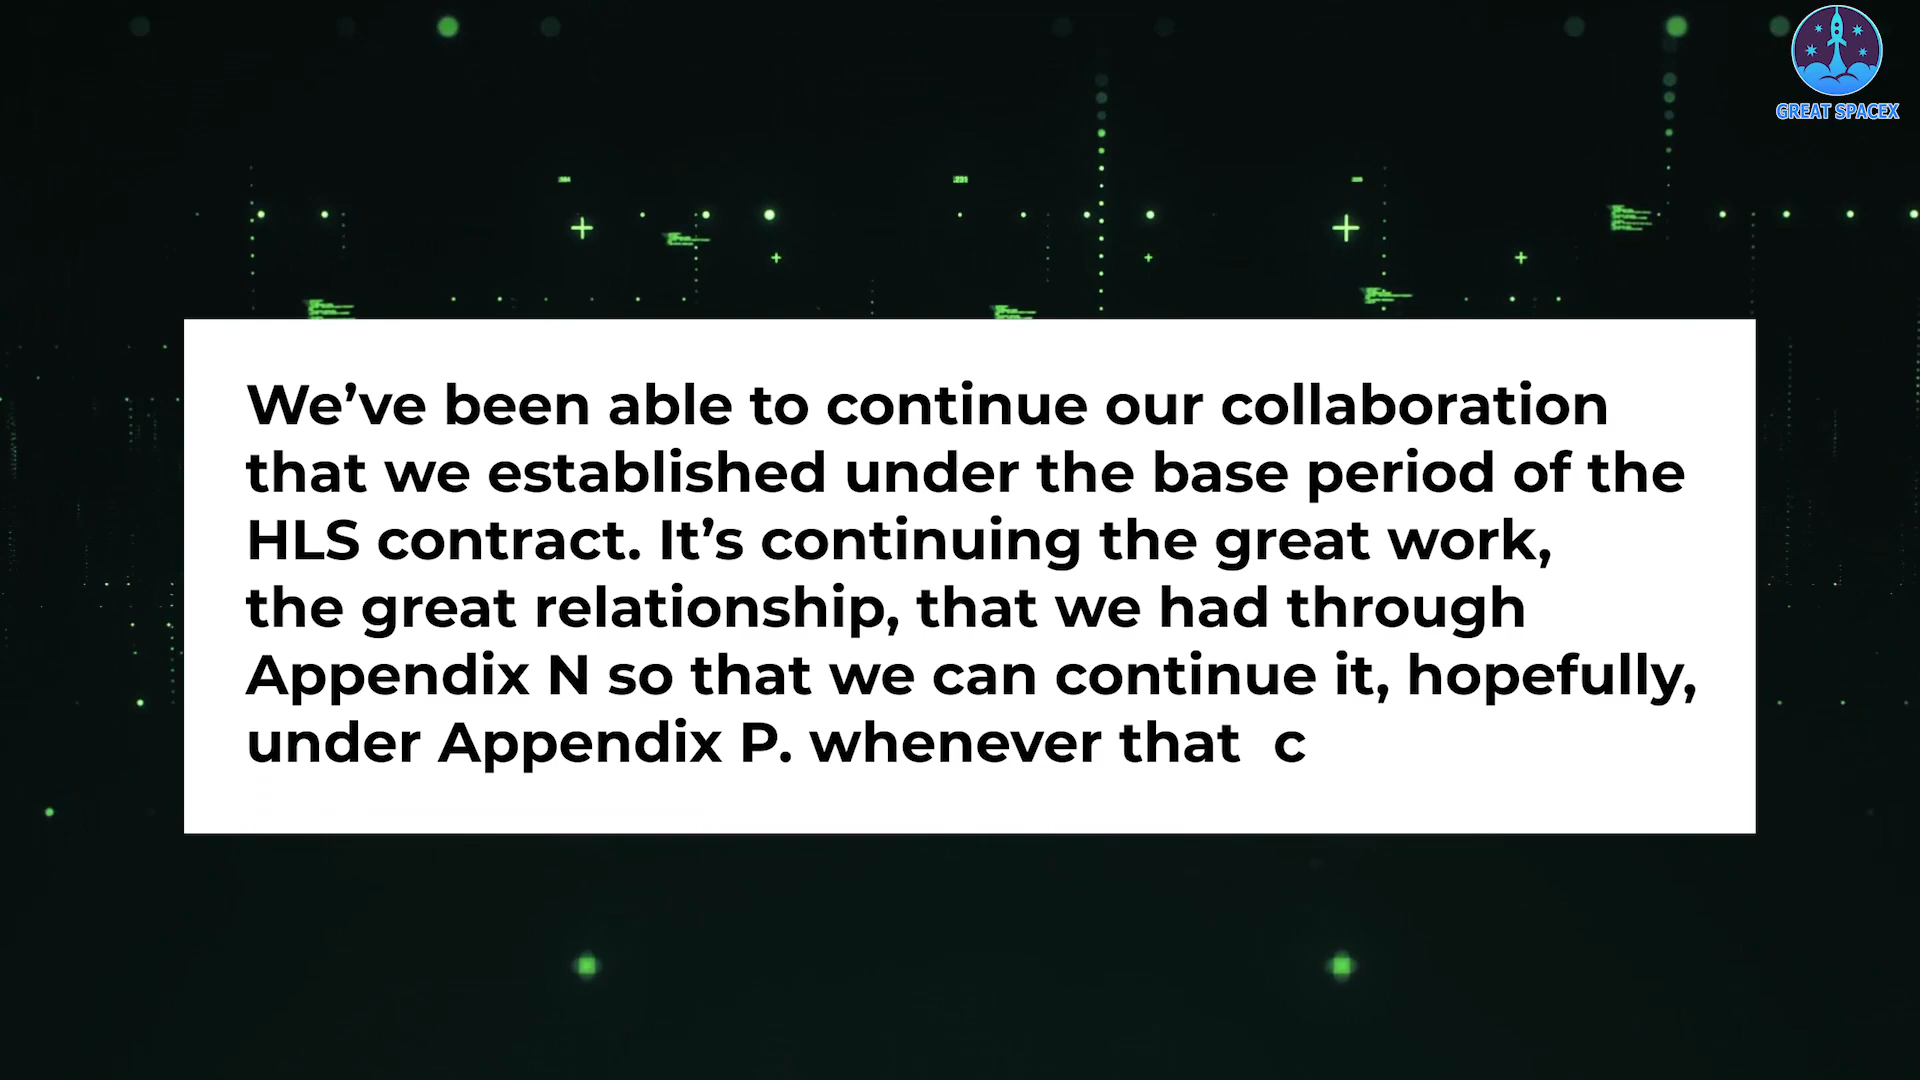 GREAT SPACEX
.231
We’ve been able to continue our collaboration
that we established under the base period of the
HLS contract. It’s continuing the great work,
the great relationship, that we had through
Appendix N so that we can continue it, hopefully,
under Appendix P. whenever that  c